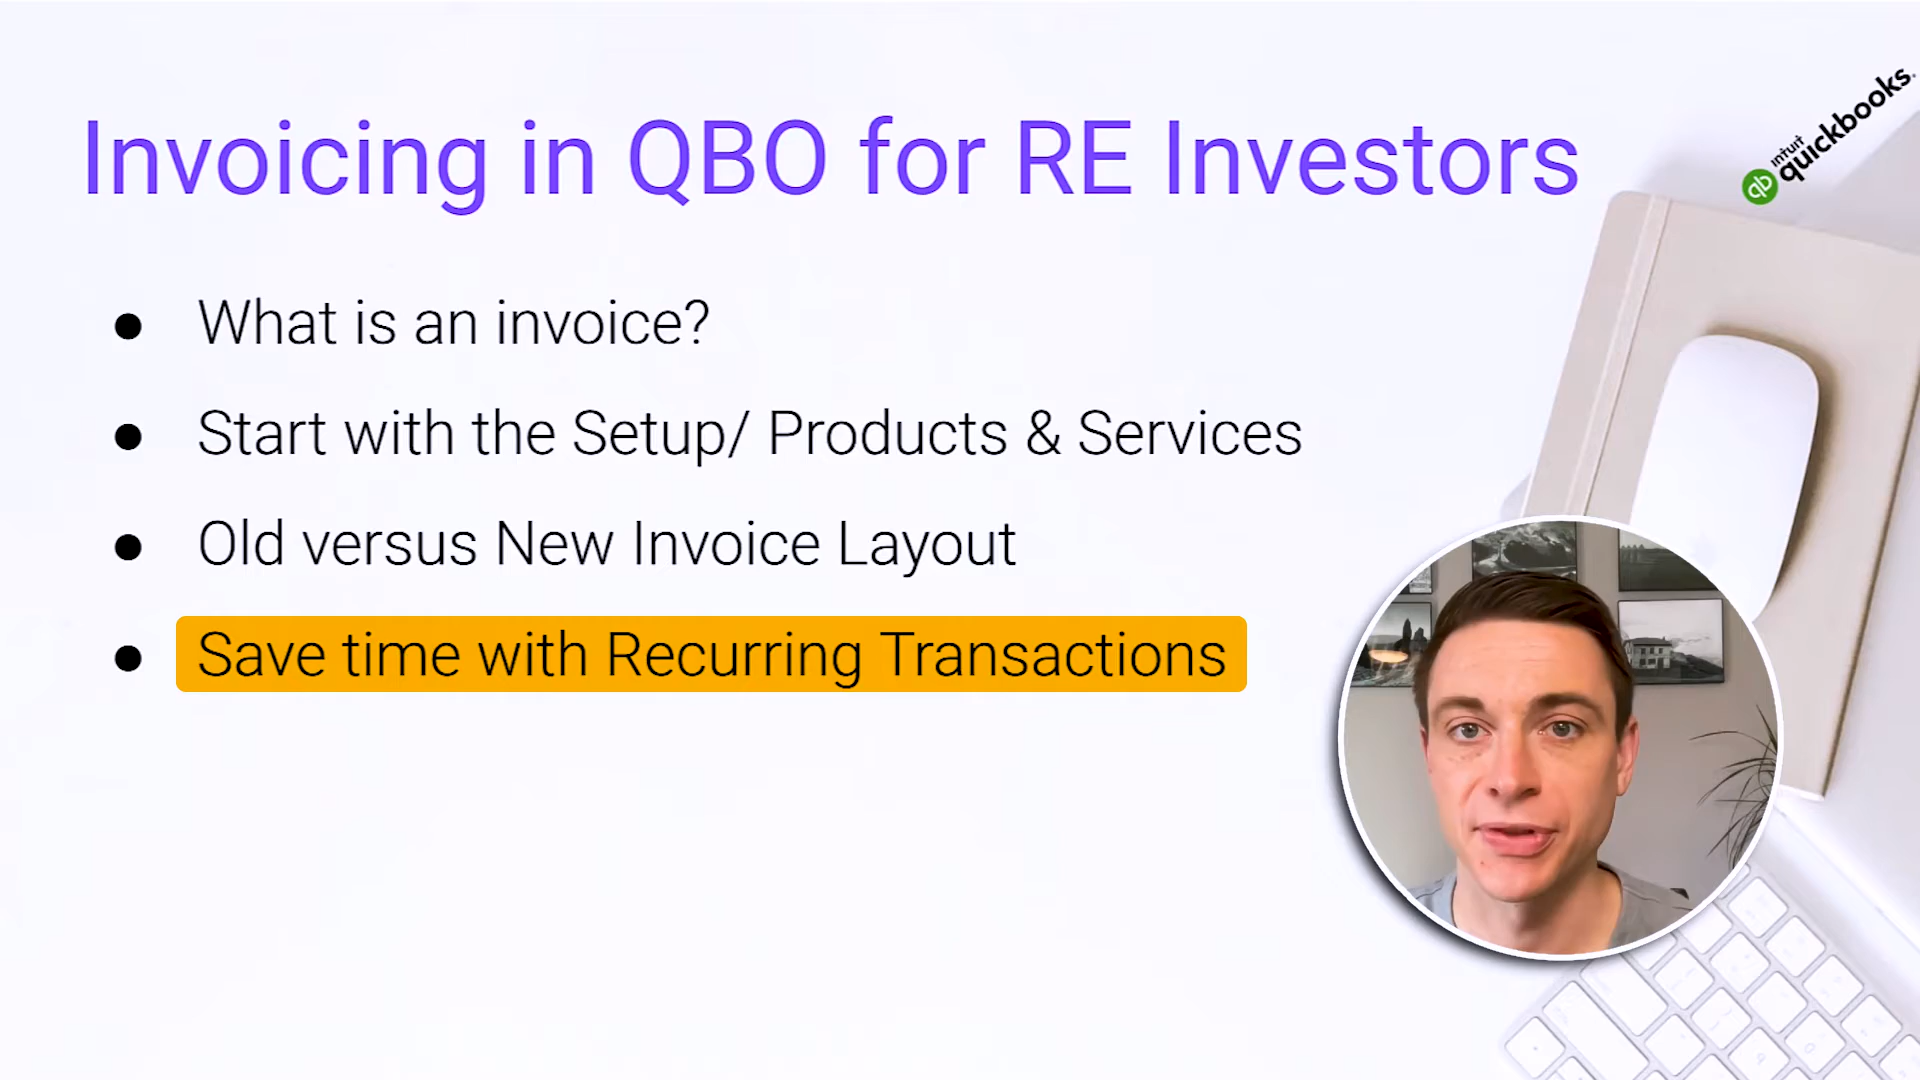 Invoicing in QBO for RE Investors
intuit
quickbooks.
qb
● What is an invoice?
● Start with the Setup/ Products & Services
● Old versus New Invoice Layout
● Save time with Recurring Transactions